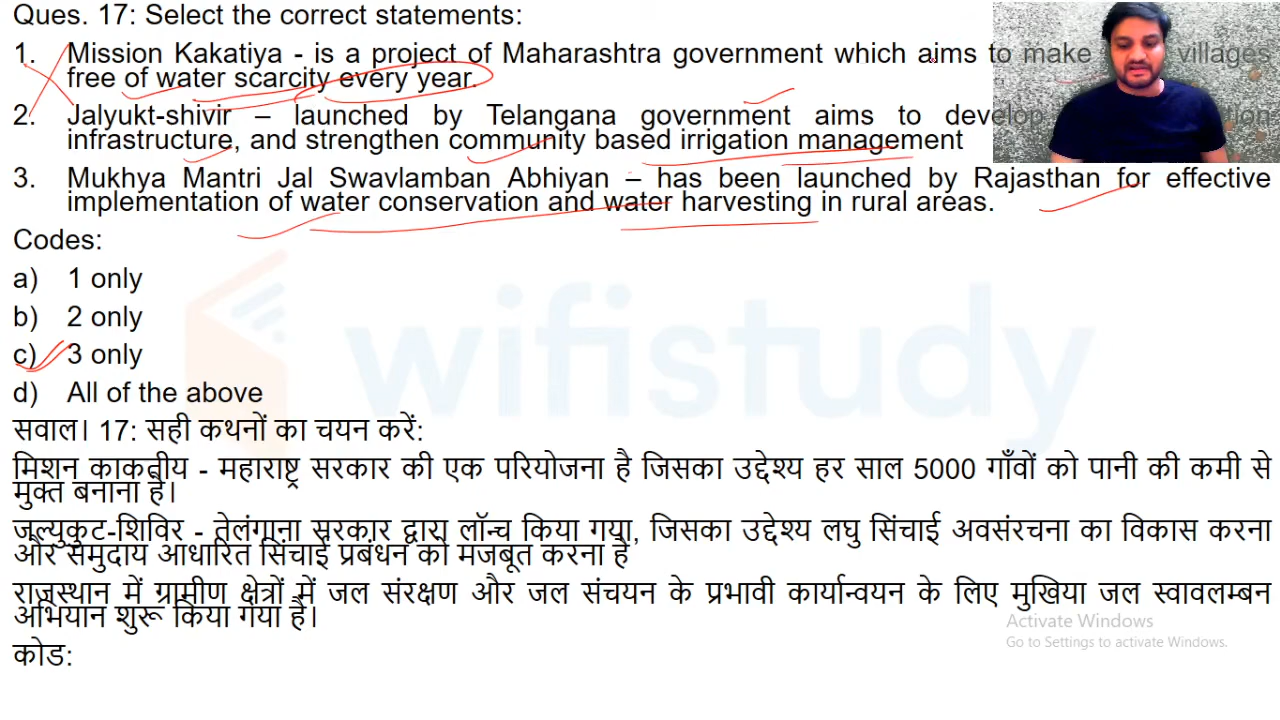 Ques. 17: Select the correct statements:
1. Mission Kakatiya - is a project of Maharashtra government which aims to make villages
free of water scarcity every year.
2. Jalyukt-shivir – launched by Telangana government aims to develop
infrastructure, and strengthen community based irrigation management
3. Mukhya Mantri Jal Swavlamban Abhiyan – has been launched by Rajasthan for effective
implementation of water conservation and water harvesting in rural areas.
Codes:
a) 1 only
b) 2 only
c) 3 only
d) All of the above
wifistudy
सवाल। 17: सही कथनों का चयन करें:
मिशन काकतीय - महाराष्ट्र सरकार की एक परियोजना है जिसका उद्देश्य हर साल 5000 गाँवों को पानी की कमी से
मुक्त बनाना है।
जल्युकुट-शिविर - तेलंगाना सरकार द्वारा लॉन्च किया गया, जिसका उद्देश्य लघु सिंचाई अवसंरचना का विकास करना
और समुदाय आधारित सिंचाई प्रबंधन को मजबूत करना है
राजस्थान में ग्रामीण क्षेत्रों में जल संरक्षण और जल संचयन के प्रभावी कार्यान्वयन के लिए मुखिया जल स्वावलम्बन
अभियान शुरू किया गया है।
Activate Windows
Go to Settings to activate Windows.
कोड: